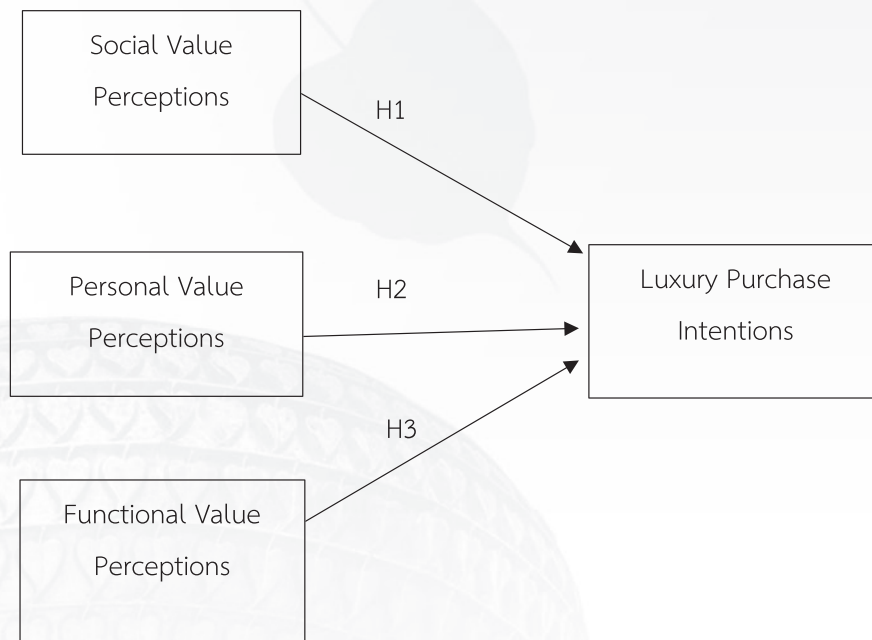 Social Value
Perceptions
H1
Personal Value
Perceptions
H2
Luxury Purchase
Intentions
H3
Functional Value
Perceptions